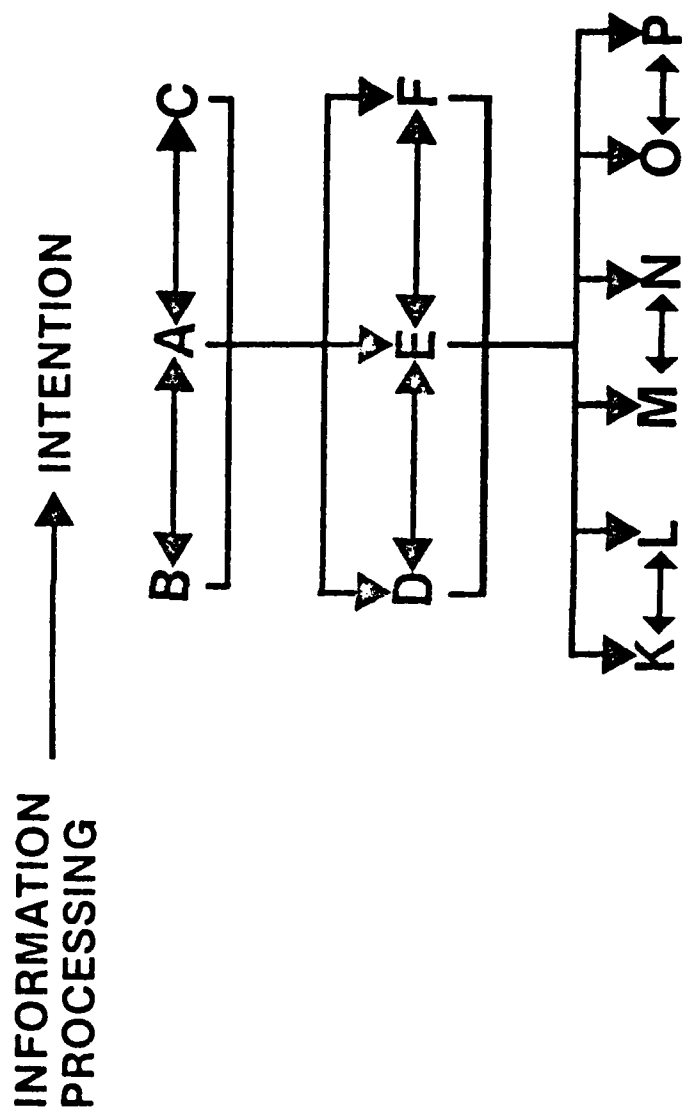 INFORMATION
PROCESSING
INTENTION
B A C
D E F
K L M N O P